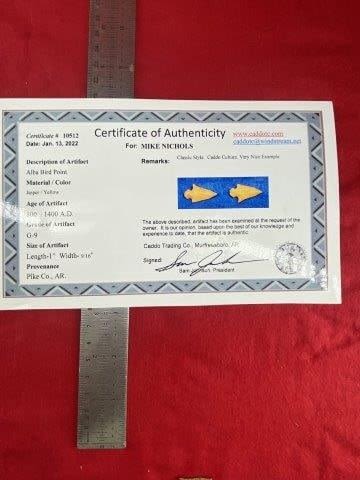 Certificate # 10512
Date: Jan. 13, 2022
Certificate of Authenticity
For: MIKE NICHOLS
www.caddotc.com
caddotc@windstream.net
Description of Artifact
Alba Bird Point
Material / Color
Jasper / Yellow
Age of Artifact
- 1400 A.D.
Grade of Artifact
G-9
Size of Artifact
Length-1" Width- 9/16"
Provenance
Pike Co., AR.
Remarks: Classic Style. Caddo Culture. Very Nice Example
The above described, artifact has been examined at the request of the
owner. It is our opinion, based upon the best of our knowledge and
experience to date, that the artifact is authentic.
Caddo Trading Co., Murfreesboro, AR
Signed:
Sam Johnson, President